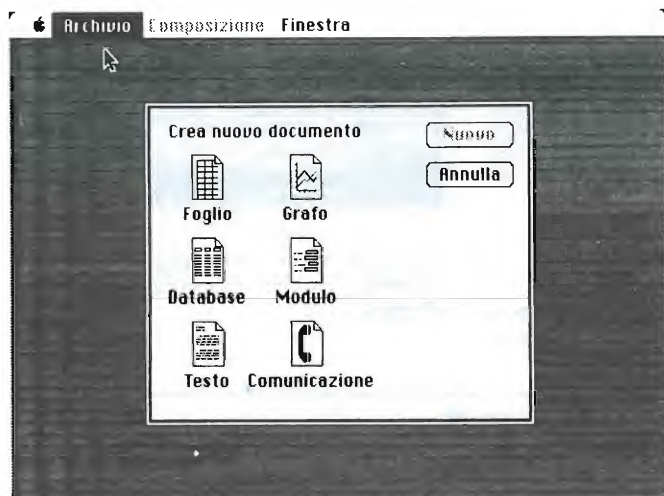 Archivio Composizione Finestra
Crea nuovo documento
Nuovo
Annulla
Foglio Grafo
Database Modulo
Testo Comunicazione